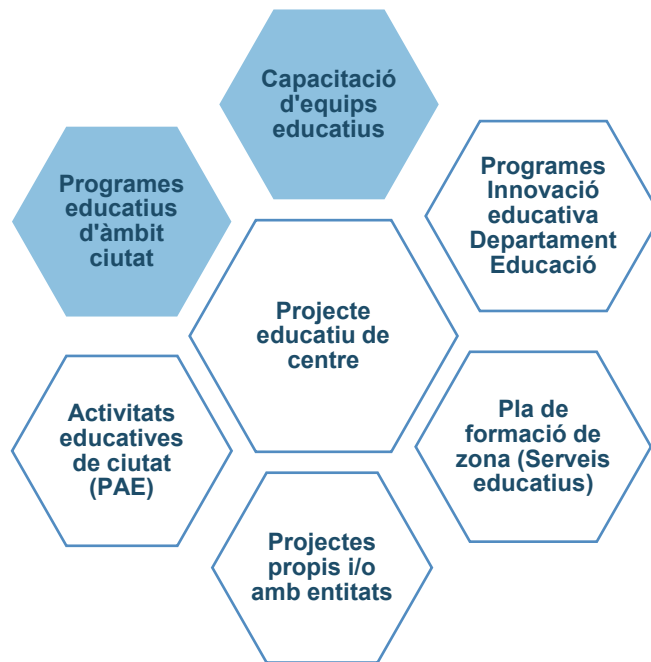 Capacitació
d'equips
educatius
Programes
educatius
d'àmbit
ciutat
Programes
Innovació
educativa
Departament
Educació
Projecte
educatiu de
centre
Activitats
educatives
de ciutat
(PAE)
Pla de
formació de
zona (Serveis
educatius)
Projectes
propis i/o
amb entitats